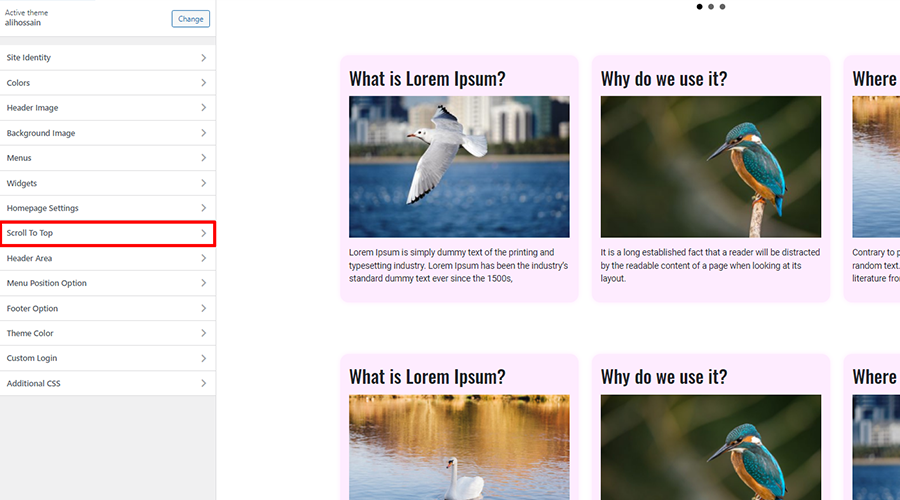 Active theme
alihossain
Change
Site Identity
Colors
Header Image
Background Image
Menus
Widgets
Homepage Settings
Scroll To Top
Header Area
Menu Position Option
Footer Option
Theme Color
Custom Login
Additional CSS
What is Lorem Ipsum?
Lorem Ipsum is simply dummy text of the printing and
typesetting industry. Lorem Ipsum has been the industry's
standard dummy text ever since the 1500s,
Why do we use it?
It is a long established fact that a reader will be distracted
by the readable content of a page when looking at its
layout.
Where
Contrary to p
random text.
literature fro
What is Lorem Ipsum?
Why do we use it?
Where